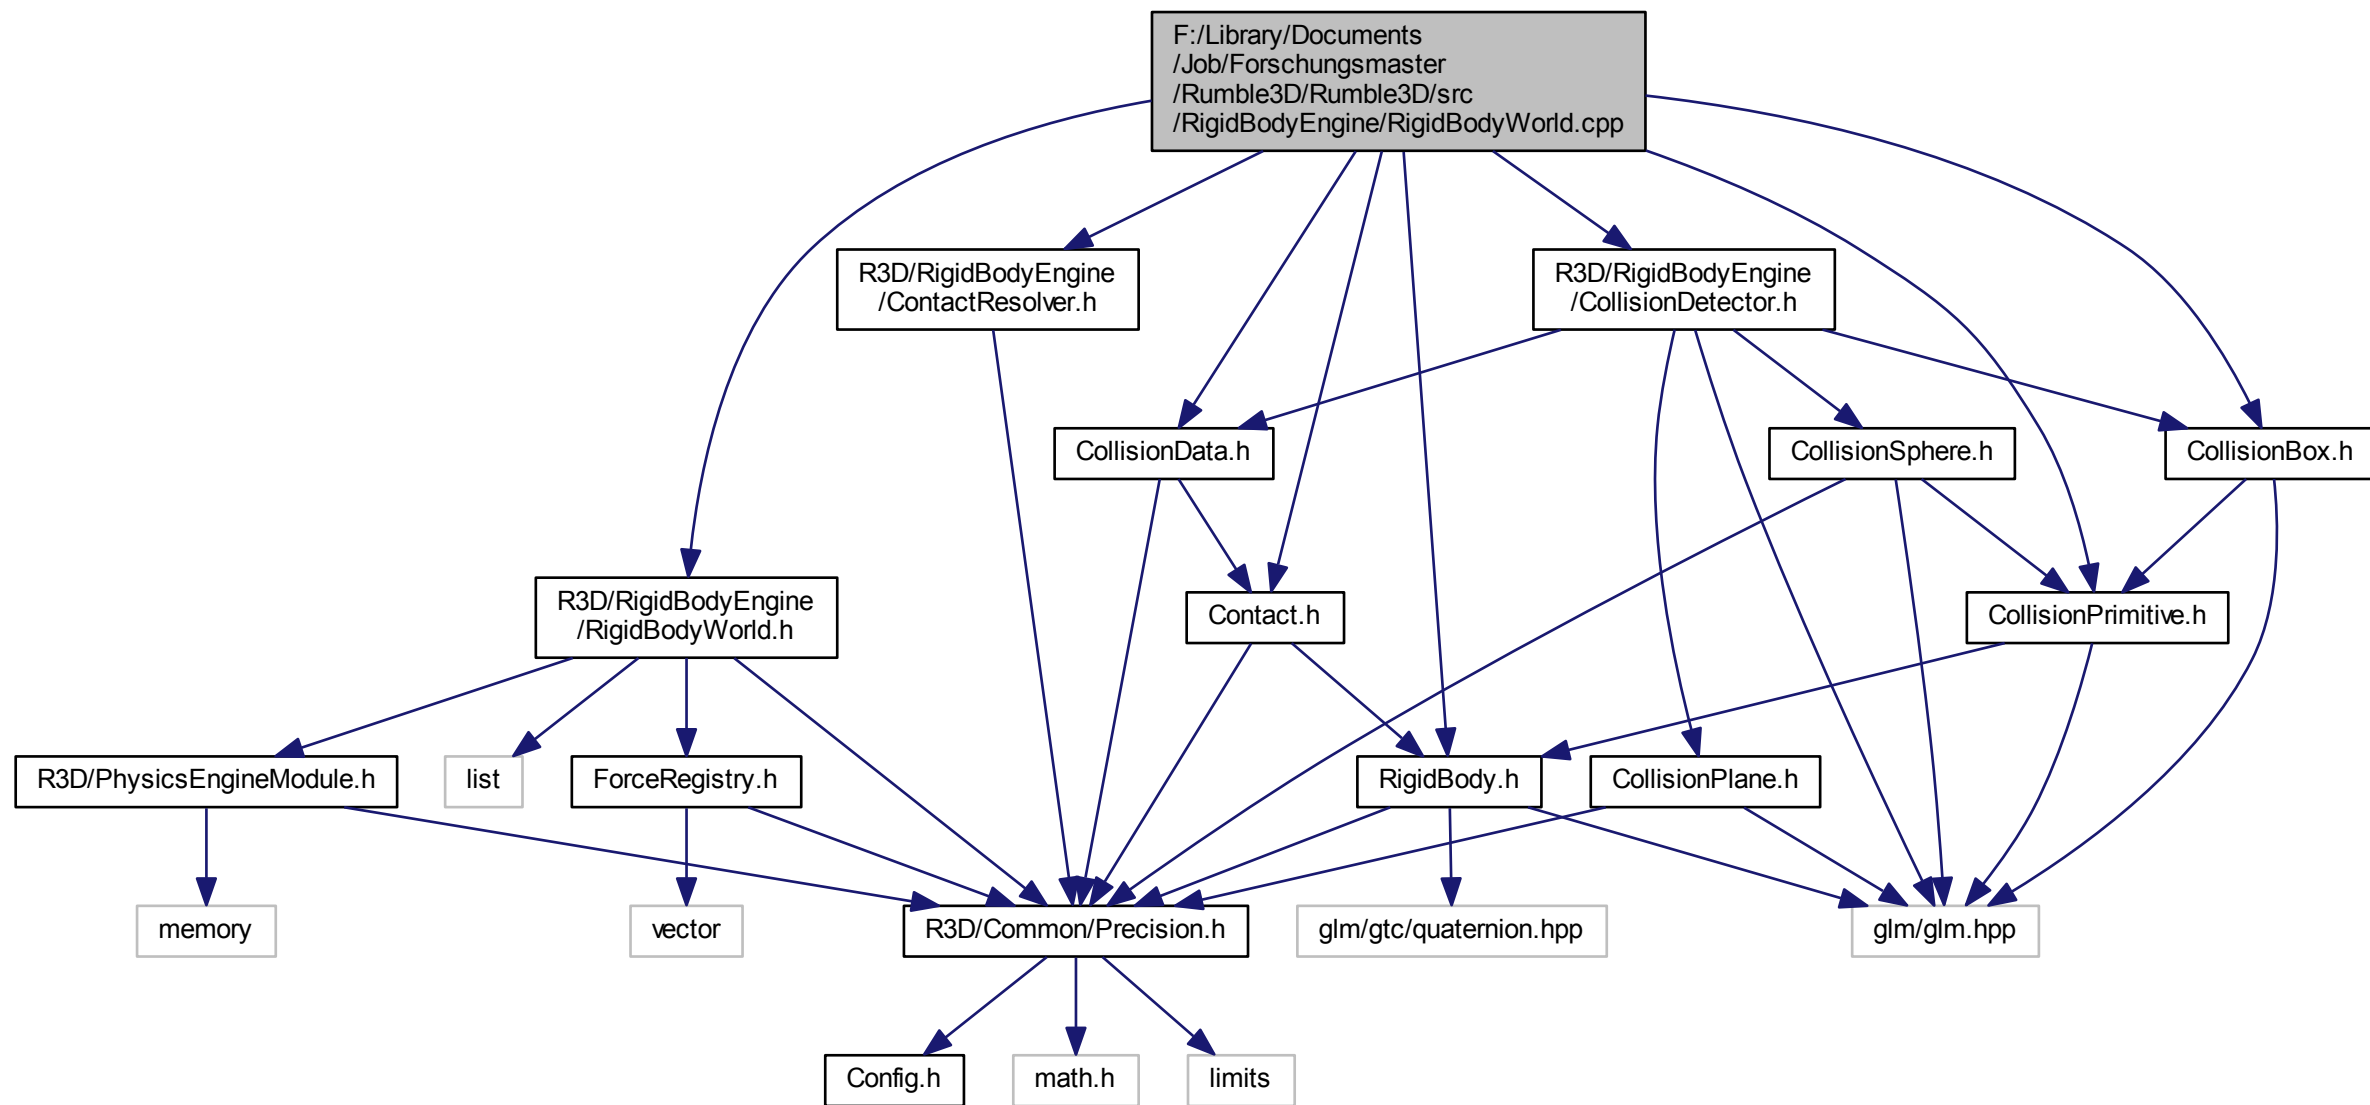 F:/Library/Documents
/Job/Forschungsmaster
/Rumble3D/Rumble3D/src
/RigidBodyEngine/RigidBodyWorld.cpp
R3D/RigidBodyEngine
/ContactResolver.h
R3D/RigidBodyEngine
/CollisionDetector.h
CollisionData.h
CollisionSphere.h
CollisionBox.h
R3D/RigidBodyEngine
/RigidBodyWorld.h
Contact.h
CollisionPrimitive.h
R3D/PhysicsEngineModule.h
list
ForceRegistry.h
RigidBody.h
CollisionPlane.h
memory
vector
R3D/Common/Precision.h
glm/gtc/quaternion.hpp
glm/glm.hpp
Config.h
math.h
limits